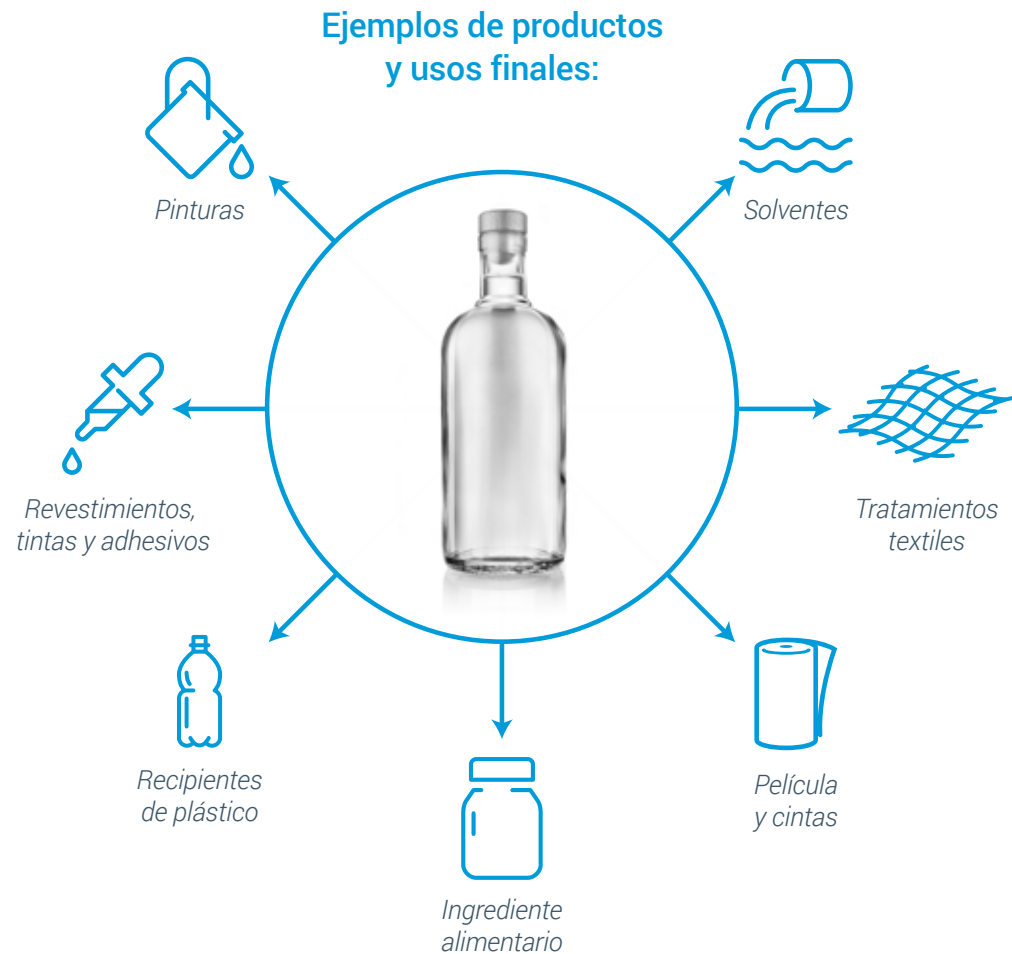 Ejemplos de productos
y usos finales:
Pinturas
Solventes
Revestimientos,
tintas y adhesivos
Tratamientos
textiles
Recipientes
de plástico
Película
y cintas
Ingrediente
alimentario